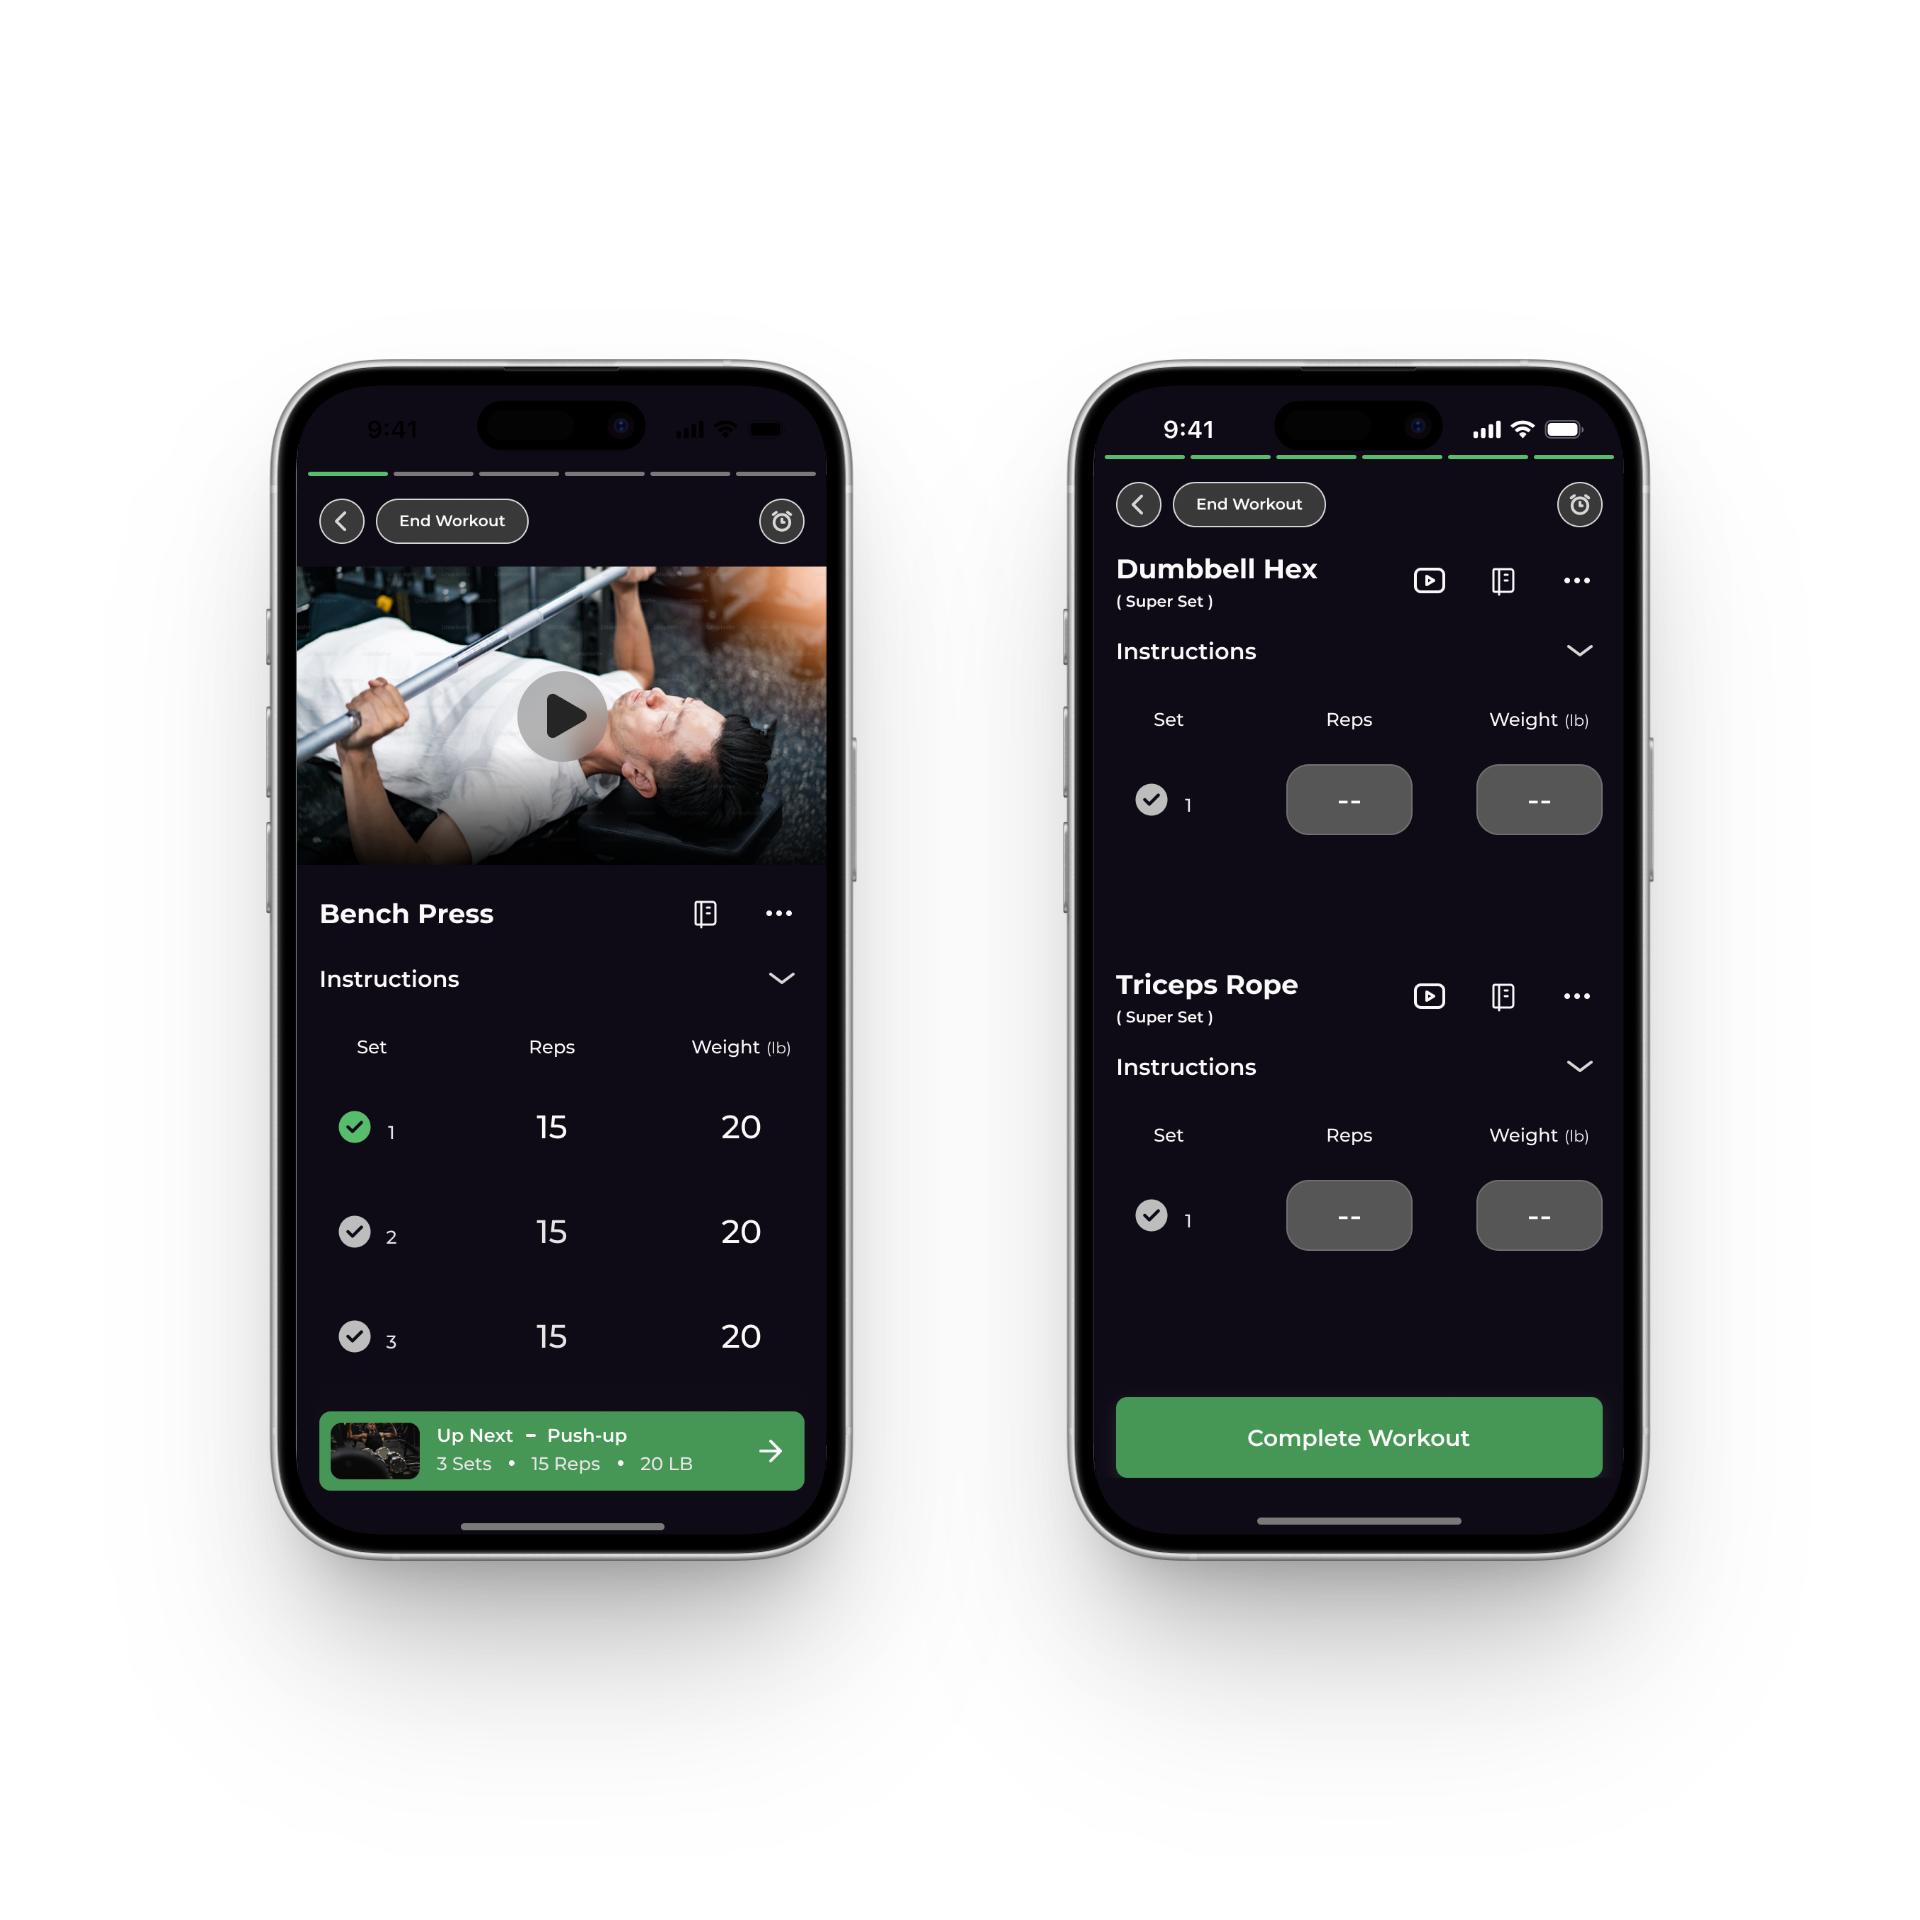 9:41
End Workout
Bench Press
Instructions
Set Reps Weight (lb)
1 15 20
2 15 20
3 15 20
Up Next - Push-up
3 Sets • 15 Reps • 20 LB
9:41
End Workout
Dumbbell Hex
( Super Set )
Instructions
Set Reps Weight (lb)
1 -- --
Triceps Rope
( Super Set )
Instructions
Set Reps Weight (lb)
1 -- --
Complete Workout